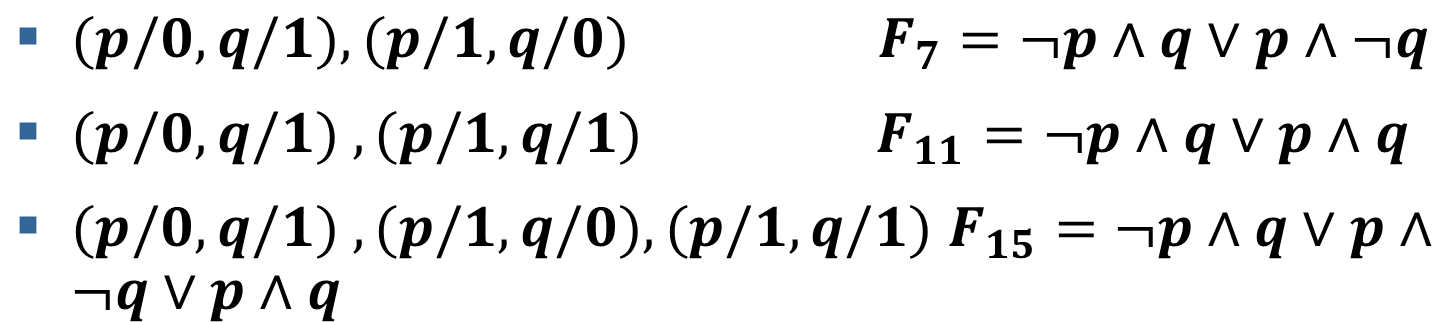 ▪ (p/0, q/1), (p/1, q/0) F₇ = ¬p ∧ q ∨ p ∧ ¬q
▪ (p/0, q/1) , (p/1, q/1) F₁₁ = ¬p ∧ q ∨ p ∧ q
▪ (p/0, q/1) , (p/1, q/0), (p/1, q/1) F₁₅ = ¬p ∧ q ∨ p ∧
¬q ∨ p ∧ q